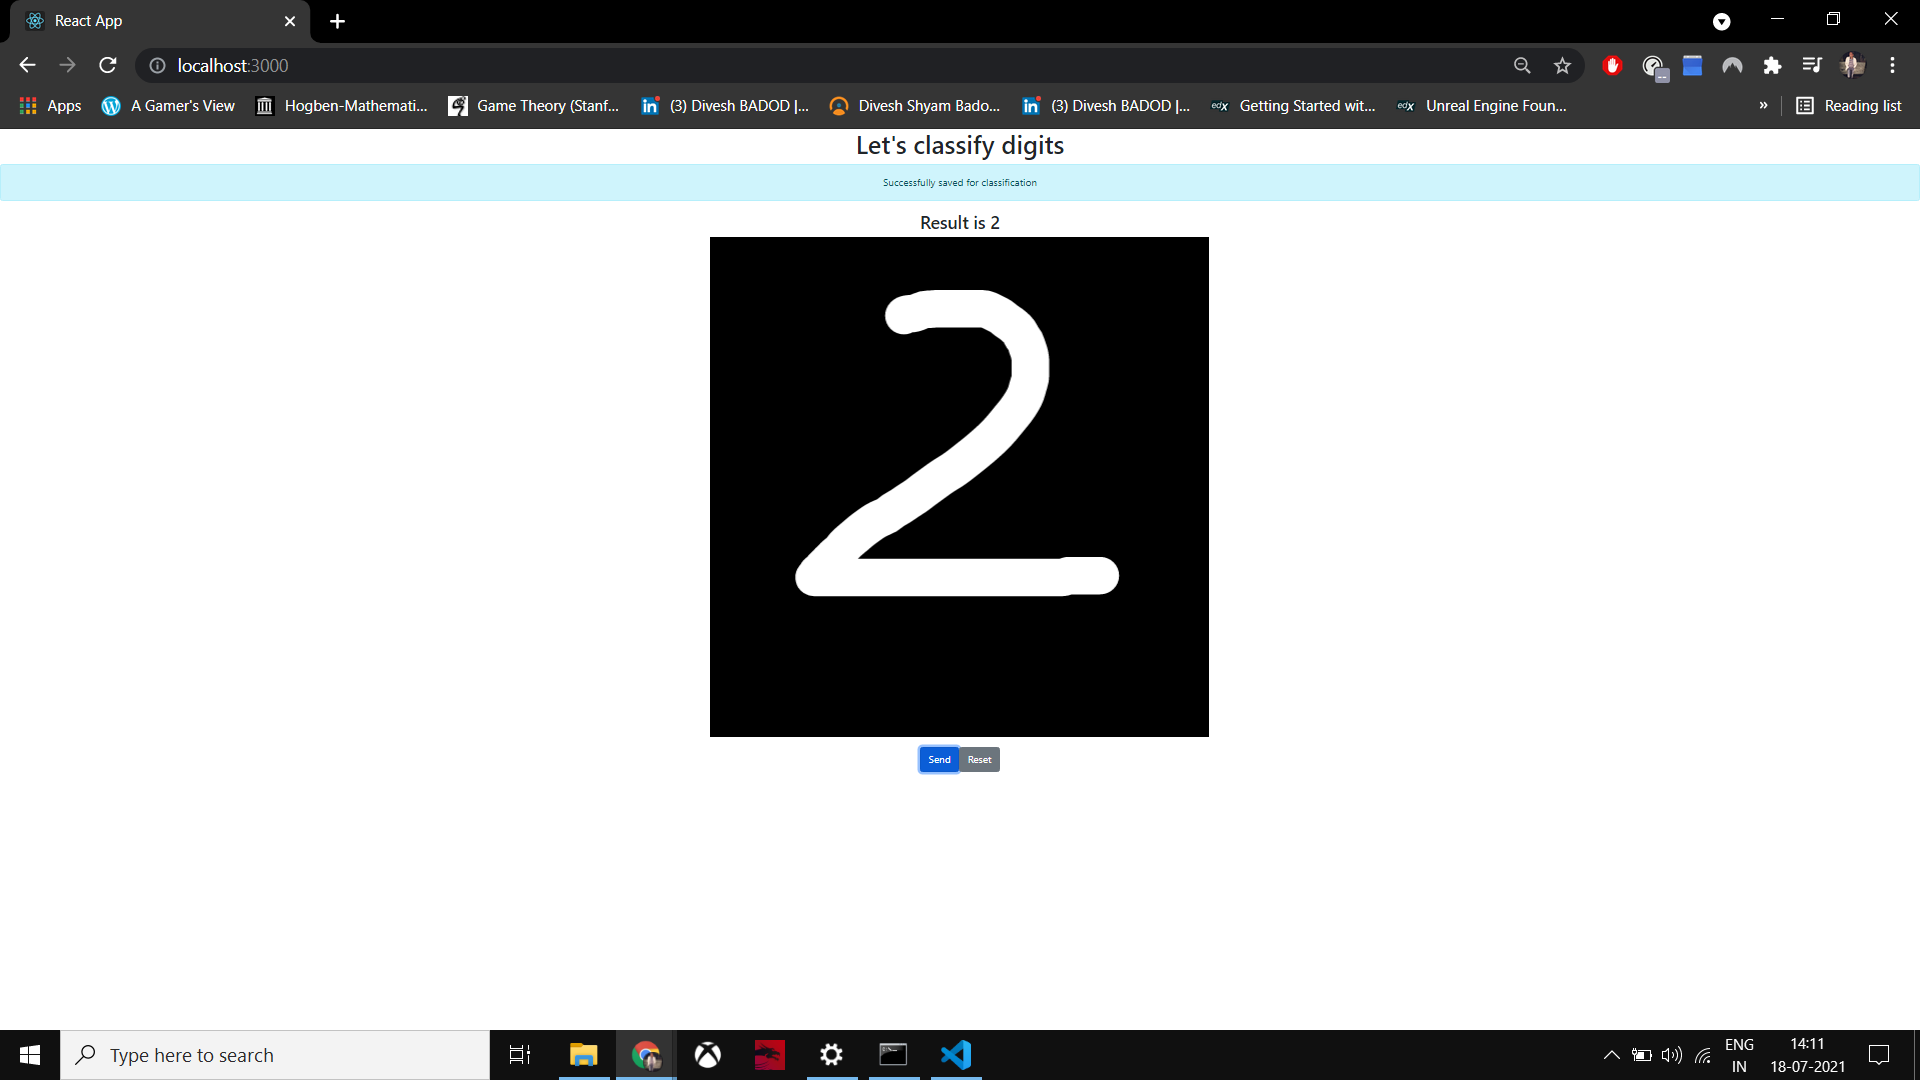 React App
localhost:3000
Apps
A Gamer's View
Hogben-Mathemati...
Game Theory (Stanf...
(3) Divesh BADOD |...
Divesh Shyam Bado...
(3) Divesh BADOD |...
edX
Getting Started wit...
edX
Unreal Engine Foun...
»
Reading list
Let's classify digits
Successfully saved for classification
Result is 2
2
Send
Reset
Type here to search
ENG
IN
14:11
18-07-2021